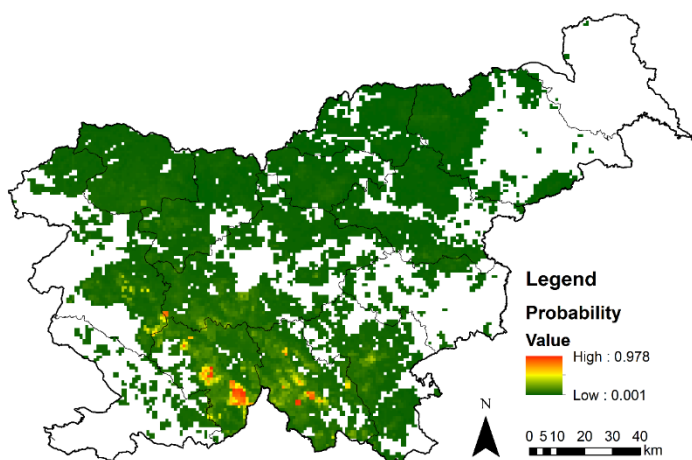 Legend
Probability
Value
High : 0.978
Low : 0.001
N
0 5 10 20 30 40
km